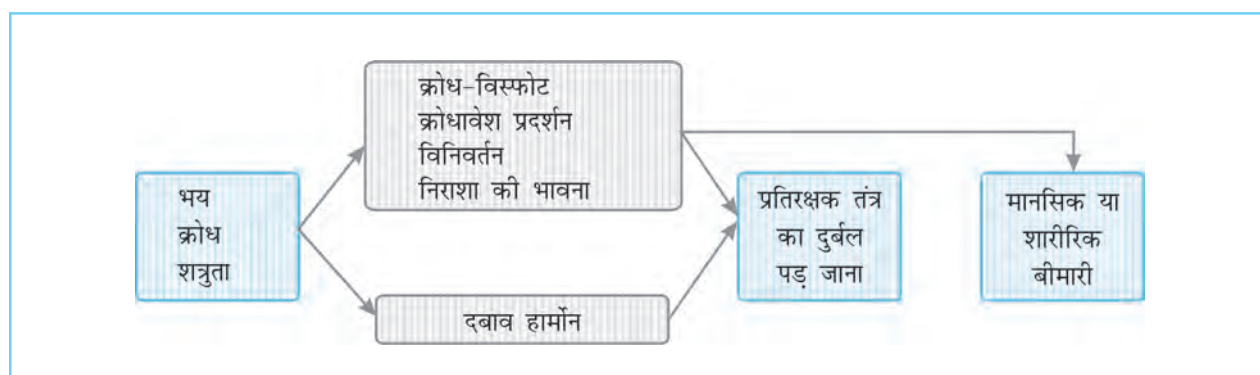 भय
क्रोध
शत्रुता
क्रोध-विस्फोट
क्रोधावेश प्रदर्शन
विनिवर्तन
निराशा की भावना
दबाव हार्मोन
प्रतिरक्षक तंत्र
का दुर्बल
पड़ जाना
मानसिक या
शारीरिक
बीमारी